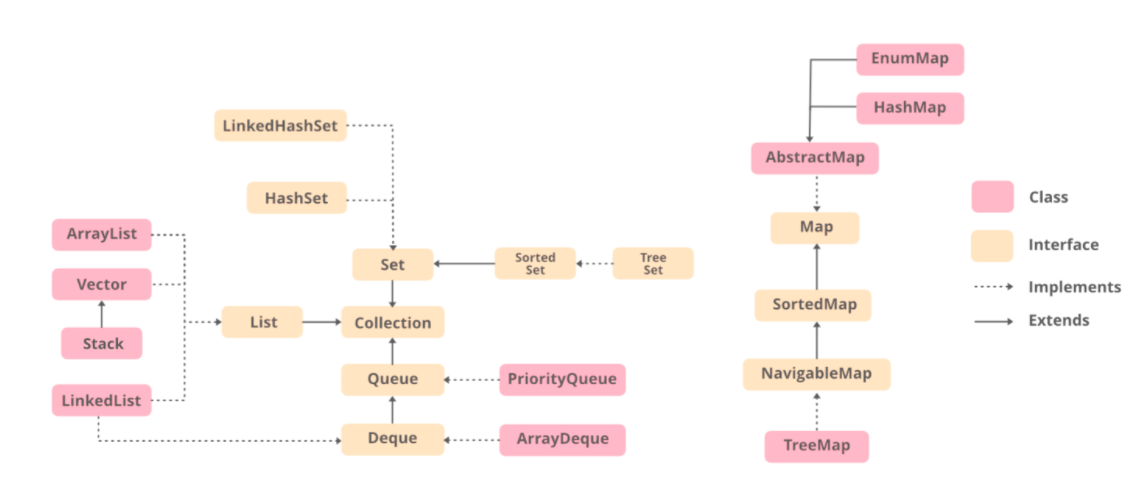 EnumMap
HashMap
LinkedHashSet
AbstractMap
HashSet
Class
ArrayList
Map
Interface
Set
Sorted
Set
Tree
Set
Vector
Implements
SortedMap
List
Collection
Extends
Stack
NavigableMap
Queue
PriorityQueue
LinkedList
Deque
ArrayDeque
TreeMap